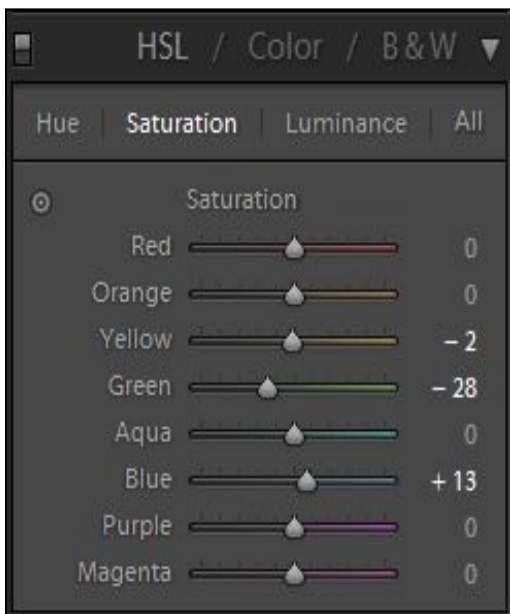 HSL / Color / B&W ▼
Hue | Saturation | Luminance | All
Saturation
Red 0
Orange 0
Yellow – 2
Green – 28
Aqua 0
Blue + 13
Purple 0
Magenta 0